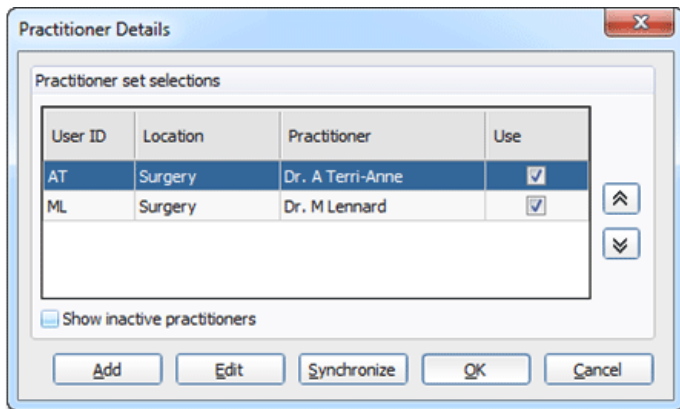 Practitioner Details
Practitioner set selections
User ID Location Practitioner Use
AT Surgery Dr. A Terri-Anne
ML Surgery Dr. M Lennard
Show inactive practitioners
Add Edit Synchronize OK Cancel